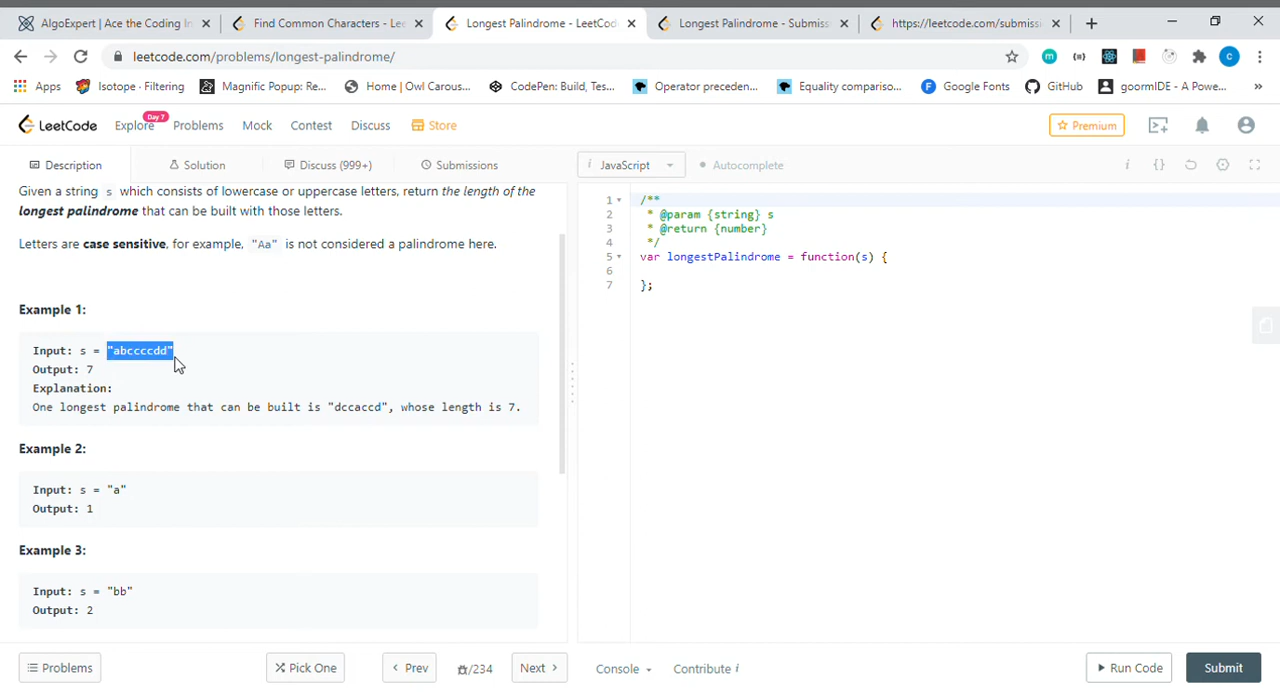 AlgoExpert | Ace the Coding In
Find Common Characters - Lee
Longest Palindrome - LeetCod
Longest Palindrome - Submiss
https://leetcode.com/submissi
leetcode.com/problems/longest-palindrome/
Apps
Isotope · Filtering
Magnific Popup: Re...
Home | Owl Carous...
CodePen: Build, Tes...
Operator preceden...
Equality compariso...
Google Fonts
GitHub
goormIDE - A Powe...
LeetCode
Explore
Day 7
Problems
Mock
Contest
Discuss
Store
Premium
Description
Solution
Discuss (999+)
Submissions
JavaScript
Autocomplete
Given a string s which consists of lowercase or uppercase letters, return the length of the
longest palindrome that can be built with those letters.
Letters are case sensitive, for example, "Aa" is not considered a palindrome here.
Example 1:
Input: s = "abccccdd"
Output: 7
Explanation:
One longest palindrome that can be built is "dccaccd", whose length is 7.
Example 2:
Input: s = "a"
Output: 1
Example 3:
Input: s = "bb"
Output: 2
1 /**
2 * @param {string} s
3 * @return {number}
4 */
5 var longestPalindrome = function(s) {
6
7 };
Problems
Pick One
Prev
/234
Next
Console
Contribute i
Run Code
Submit